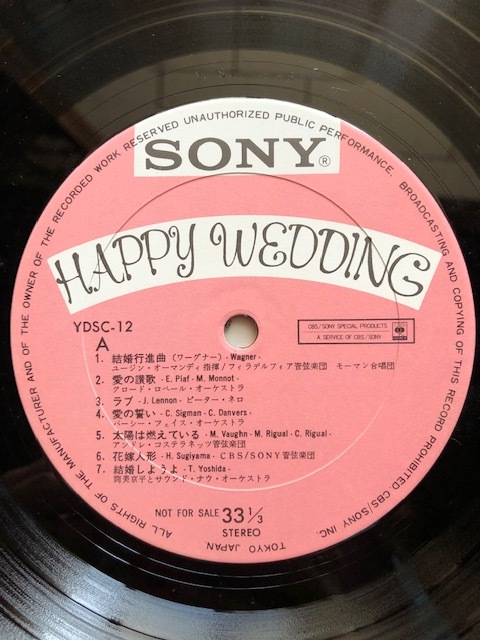 ALL RIGHTS OF THE MANUFACTURER AND OF THE OWNER OF THE RECORDED WORK RESERVED UNAUTHORIZED PUBLIC PERFORMANCE. BROADCASTING AND COPYING OF THIS RECORD PROHIBITED CBS/SONY INC.
TOKYO JAPAN
SONY®
HAPPY WEDDING
YDSC-12
A
CBS/SONY SPECIAL PRODUCTS
A SERVICE OF CBS/SONY
1. 結婚行進曲 (ワーグナー) -Wagner-
ユージン・オーマンディ指揮/フィラデルフィア管弦楽団 モーマン合唱団
2. 愛の讃歌 -E. Piaf - M. Monnot-
クロード・ロベール・オーケストラ
3. ラブ -J. Lennon- ピーター・ネロ
4. 愛の誓い -C. Sigman - C. Danvers-
パーシー・フェイス・オーケストラ
5. 太陽は燃えている -M. Vaughn - M. Rigual - C. Rigual-
アンドレ・コステラネッツ管弦楽団
6. 花嫁人形 -H. Sugiyama- CBS/SONY管弦楽団
7. 結婚しようよ -T. Yoshida-
筒美京平とサウンド・ナウ・オーケストラ
NOT FOR SALE 33 1/3
STEREO